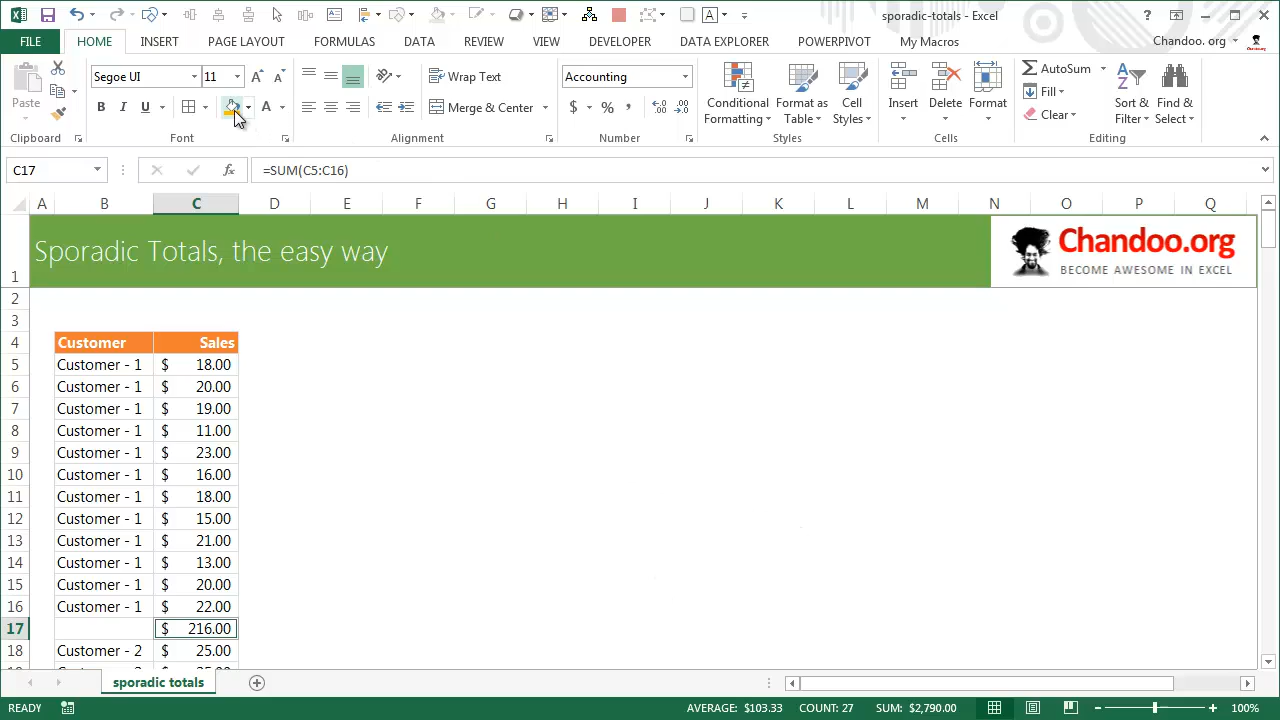 sporadic-totals - Excel
FILE HOME INSERT PAGE LAYOUT FORMULAS DATA REVIEW VIEW DEVELOPER DATA EXPLORER POWERPIVOT My Macros Chandoo. org
Paste
Clipboard
Segoe UI 11
B I U A
Font
Wrap Text
Merge & Center
Alignment
Accounting
$ % ,
Number
Conditional Formatting
Format as Table
Cell Styles
Styles
Insert Delete Format
Cells
AutoSum
Fill
Clear
Sort & Filter
Find & Select
Editing
C17 fx =SUM(C5:C16)
A B C D E F G H I J K L M N O P Q
1 Sporadic Totals, the easy way
Chandoo.org
BECOME AWESOME IN EXCEL
2
3
4 Customer Sales
5 Customer - 1 $ 18.00
6 Customer - 1 $ 20.00
7 Customer - 1 $ 19.00
8 Customer - 1 $ 11.00
9 Customer - 1 $ 23.00
10 Customer - 1 $ 16.00
11 Customer - 1 $ 18.00
12 Customer - 1 $ 15.00
13 Customer - 1 $ 21.00
14 Customer - 1 $ 13.00
15 Customer - 1 $ 20.00
16 Customer - 1 $ 22.00
17 $ 216.00
18 Customer - 2 $ 25.00
sporadic totals
READY AVERAGE: $103.33 COUNT: 27 SUM: $2,790.00 100%